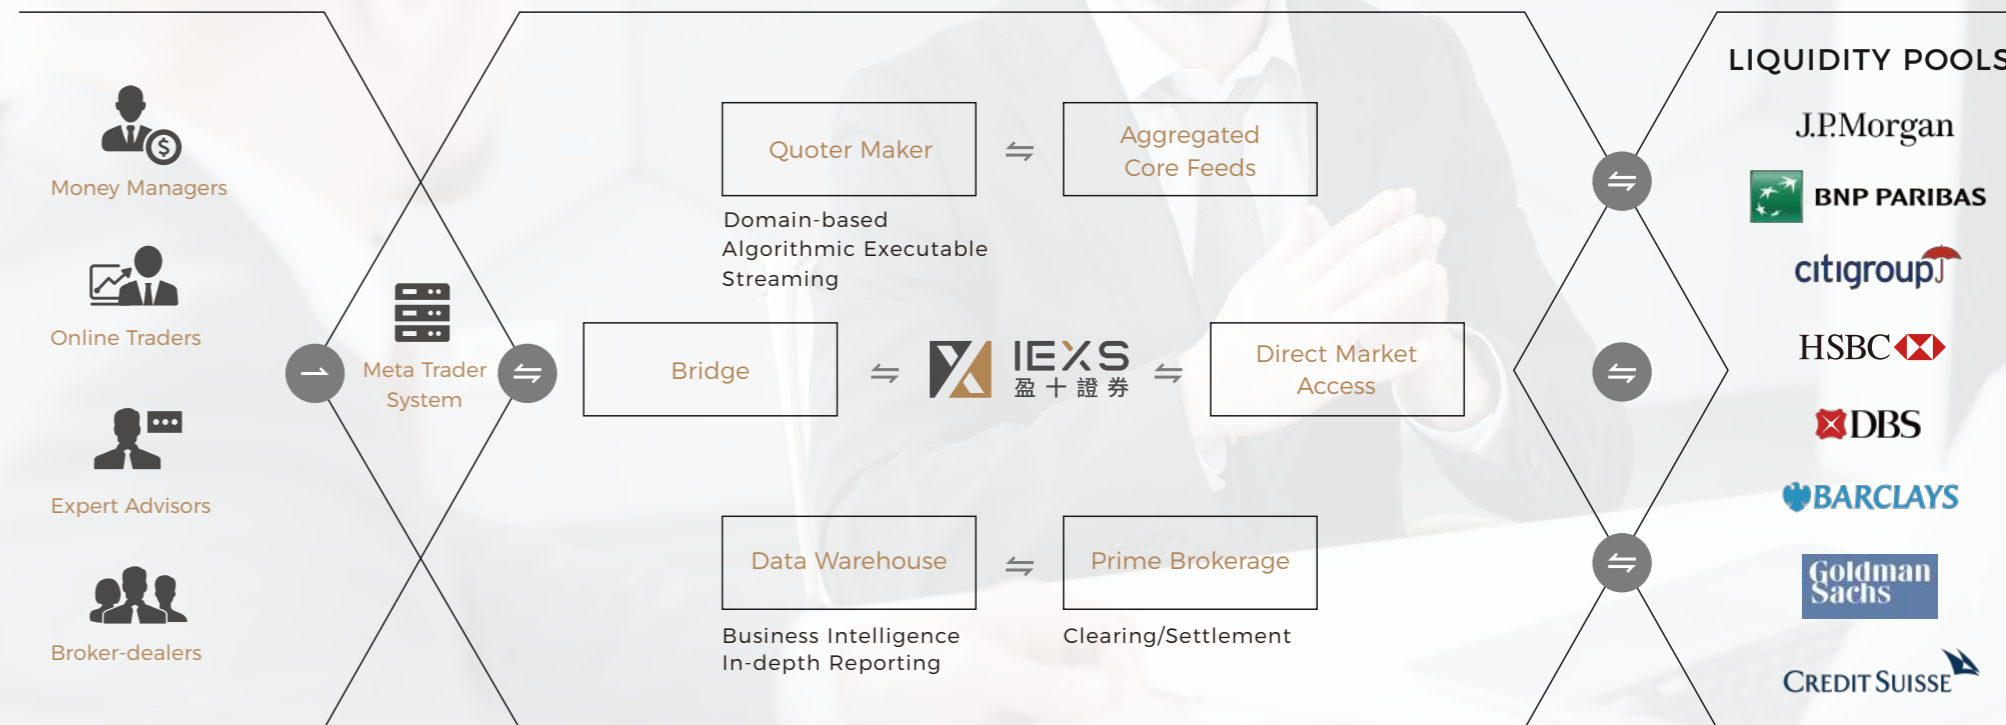 Money Managers
Online Traders
Expert Advisors
Broker-dealers
Meta Trader
System
Quoter Maker
Aggregated
Core Feeds
Domain-based
Algorithmic Executable
Streaming
Bridge
IEXS
盈十證券
Direct Market
Access
Data Warehouse
Prime Brokerage
Business Intelligence
In-depth Reporting
Clearing/Settlement
LIQUIDITY POOLS
J.P.Morgan
BNP PARIBAS
citigroup
HSBC
DBS
BARCLAYS
Goldman
Sachs
CREDIT SUISSE